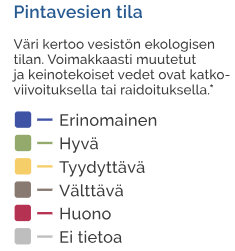 Pintavesien tila
Väri kertoo vesistön ekologisen
tilan. Voimakkaasti muutetut
ja keinotekoiset vedet ovat katko-
viivoituksella tai raidoituksella.*
Erinomainen
Hyvä
Tyydyttävä
Välttävä
Huono
Ei tietoa